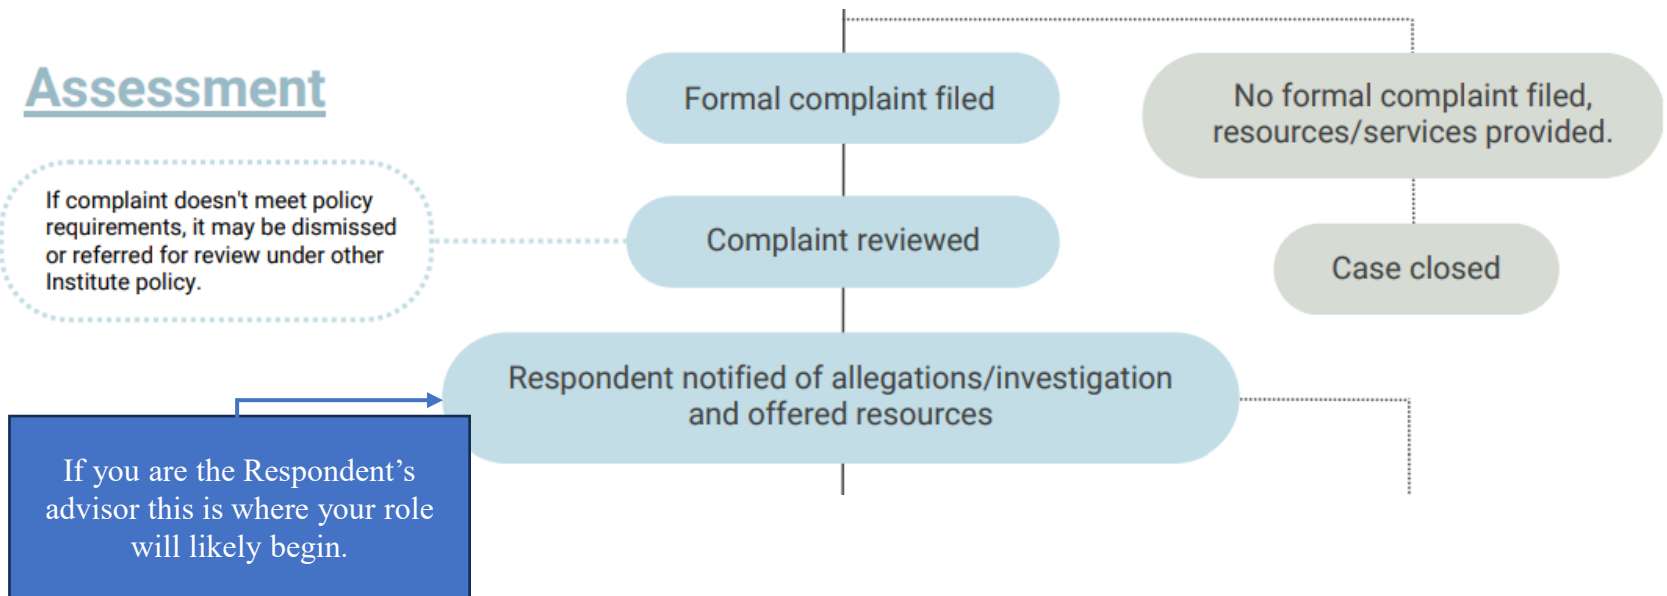 Assessment
Formal complaint filed
No formal complaint filed,
resources/services provided.
If complaint doesn't meet policy
requirements, it may be dismissed
or referred for review under other
Institute policy.
Complaint reviewed
Case closed
Respondent notified of allegations/investigation
and offered resources
If you are the Respondent’s
advisor this is where your role
will likely begin.